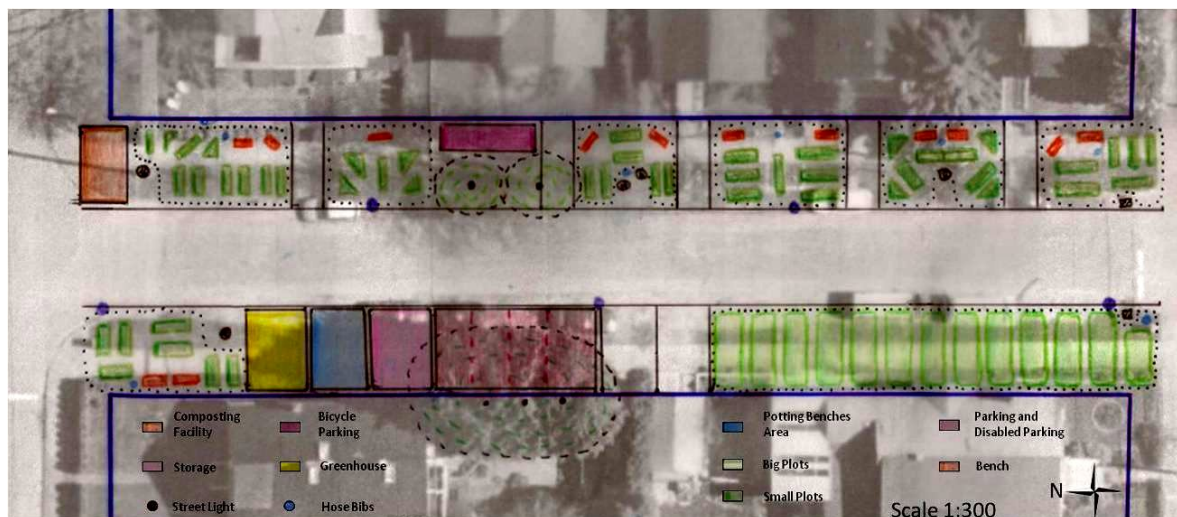 Composting
Facility
Bicycle
Parking
Potting Benches
Area
Parking and
Disabled Parking
Storage
Greenhouse
Big Plots
Bench
Street Light
Hose Bibs
Small Plots
N
Scale 1:300